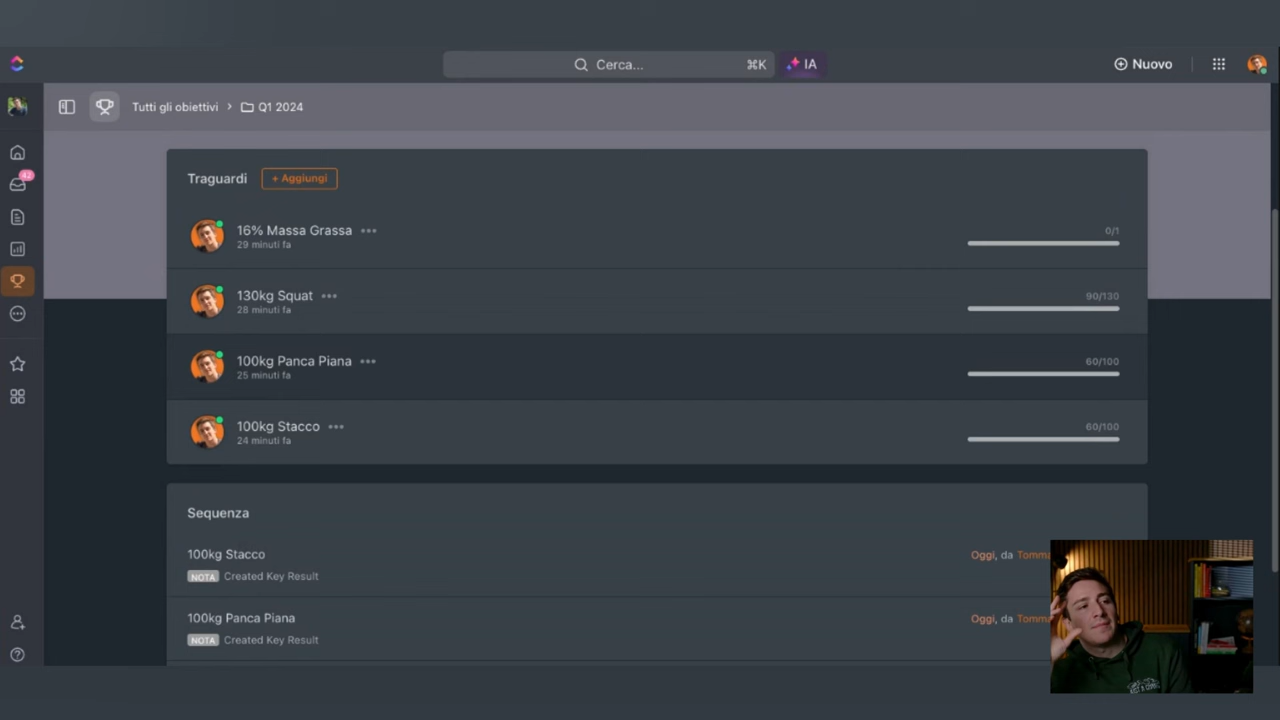 Cerca... ⌘K IA
Nuovo
Tutti gli obiettivi > Q1 2024
42
Traguardi + Aggiungi
16% Massa Grassa
29 minuti fa
0/1
130kg Squat
28 minuti fa
90/130
100kg Panca Piana
25 minuti fa
60/100
100kg Stacco
24 minuti fa
60/100
Sequenza
100kg Stacco
Oggi, da Tomma
NOTA Created Key Result
100kg Panca Piana
Oggi, da Tomma
NOTA Created Key Result